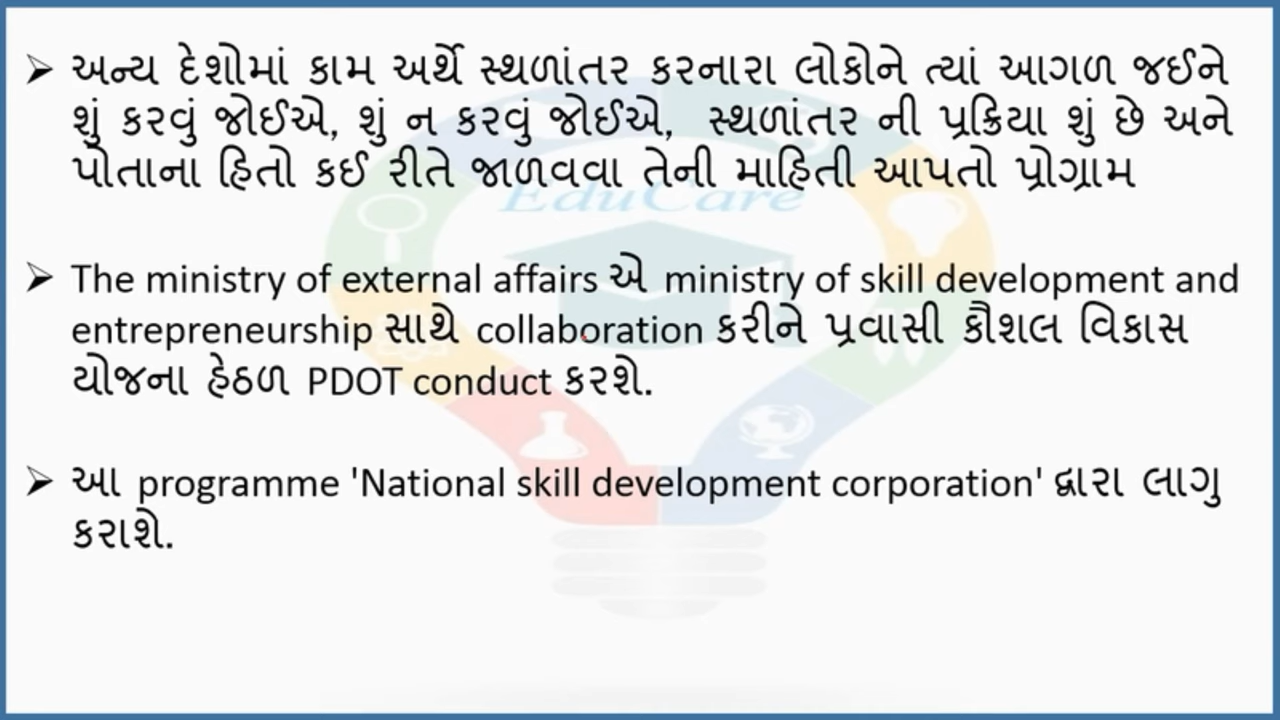 ➢ અન્ય દેશોમાં કામ અર્થે સ્થળાંતર કરનારા લોકોને ત્યાં આગળ જઈને
શું કરવું જોઈએ, શું ન કરવું જોઈએ, સ્થળાંતર ની પ્રક્રિયા શું છે અને
પોતાના હિતો કઈ રીતે જાળવવા તેની માહિતી આપતો પ્રોગ્રામ
EduCare
➢ The ministry of external affairs એ ministry of skill development and
entrepreneurship સાથે collaboration કરીને પ્રવાસી કૌશલ વિકાસ
યોજના હેઠળ PDOT conduct કરશે.
➢ આ programme 'National skill development corporation' દ્વારા લાગુ
કરાશે.